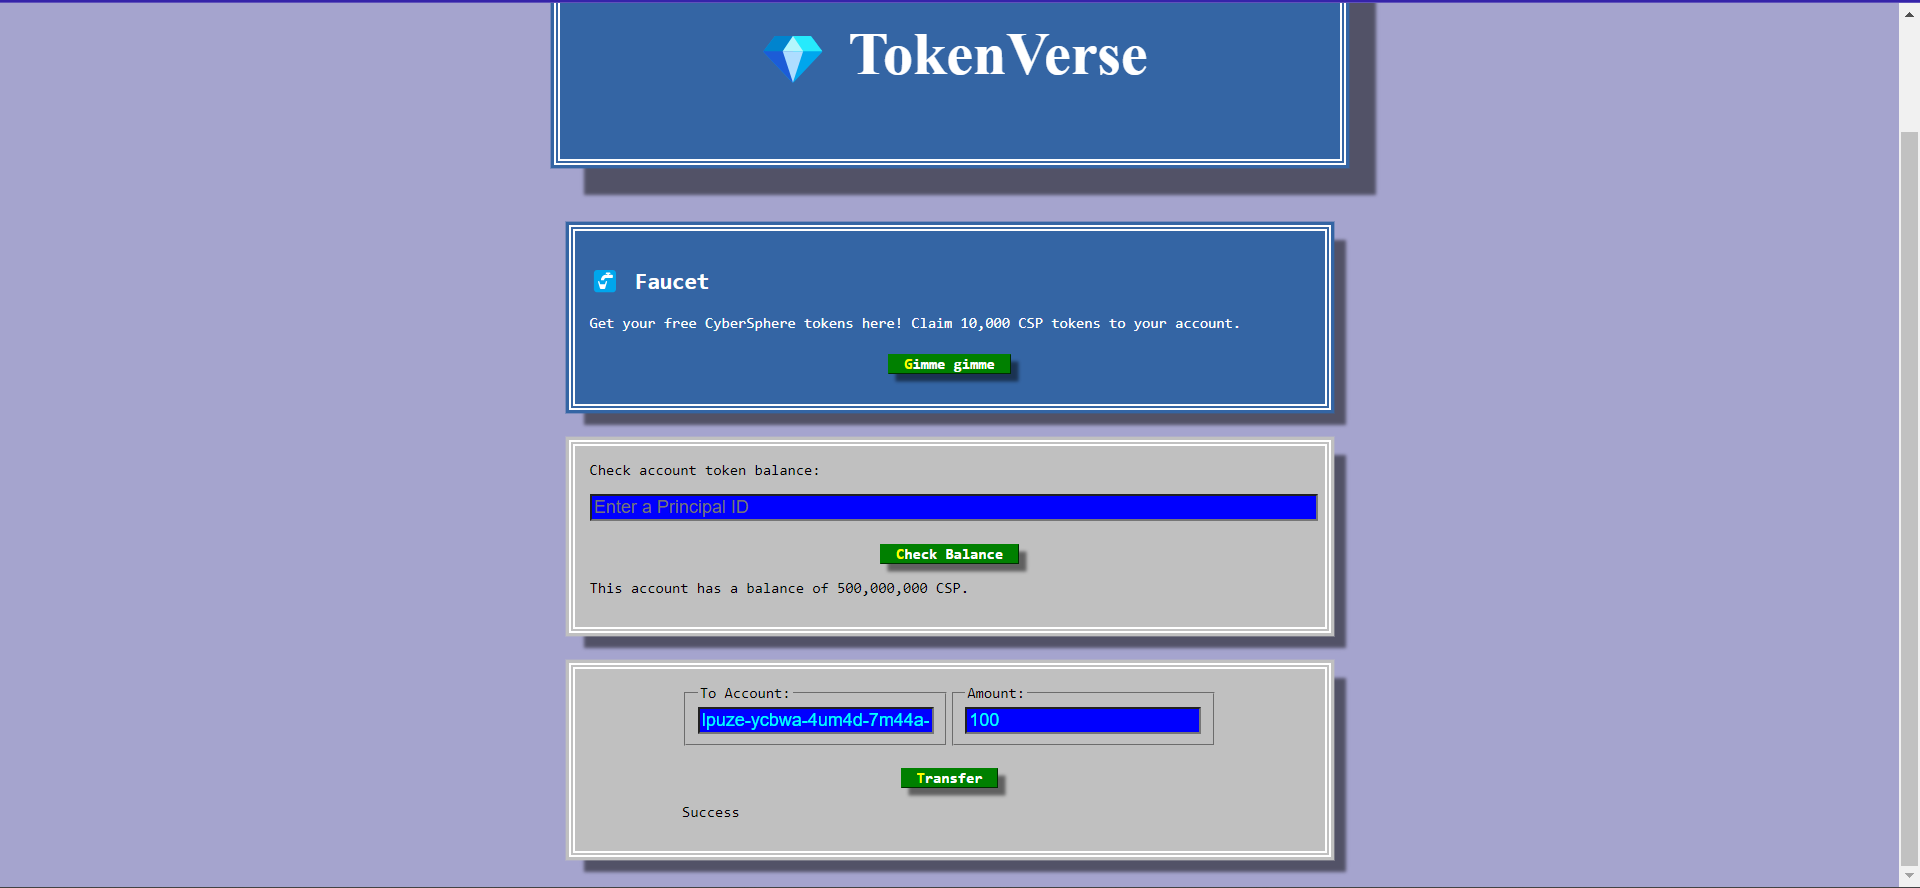 TokenVerse
Faucet
Get your free CyberSphere tokens here! Claim 10,000 CSP tokens to your account.
Gimme gimme
Check account token balance:
Enter a Principal ID
Check Balance
This account has a balance of 500,000,000 CSP.
To Account:
Amount:
lpuze-ycbwa-4um4d-7m44a-
100
Transfer
Success